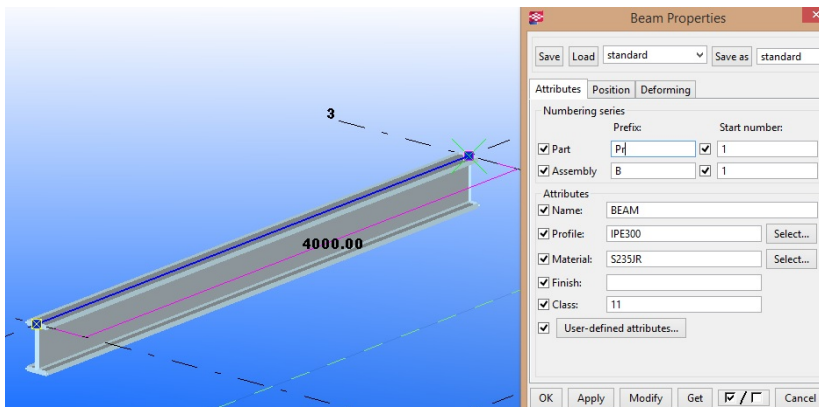 Beam Properties
Save Load standard Save as standard
Attributes Position Deforming
Numbering series
Prefix: Start number:
Part Pr 1
Assembly B 1
Attributes
Name: BEAM
Profile: IPE300 Select...
Material: S235JR Select...
Finish:
Class: 11
User-defined attributes...
OK Apply Modify Get / Cancel
3
4000.00